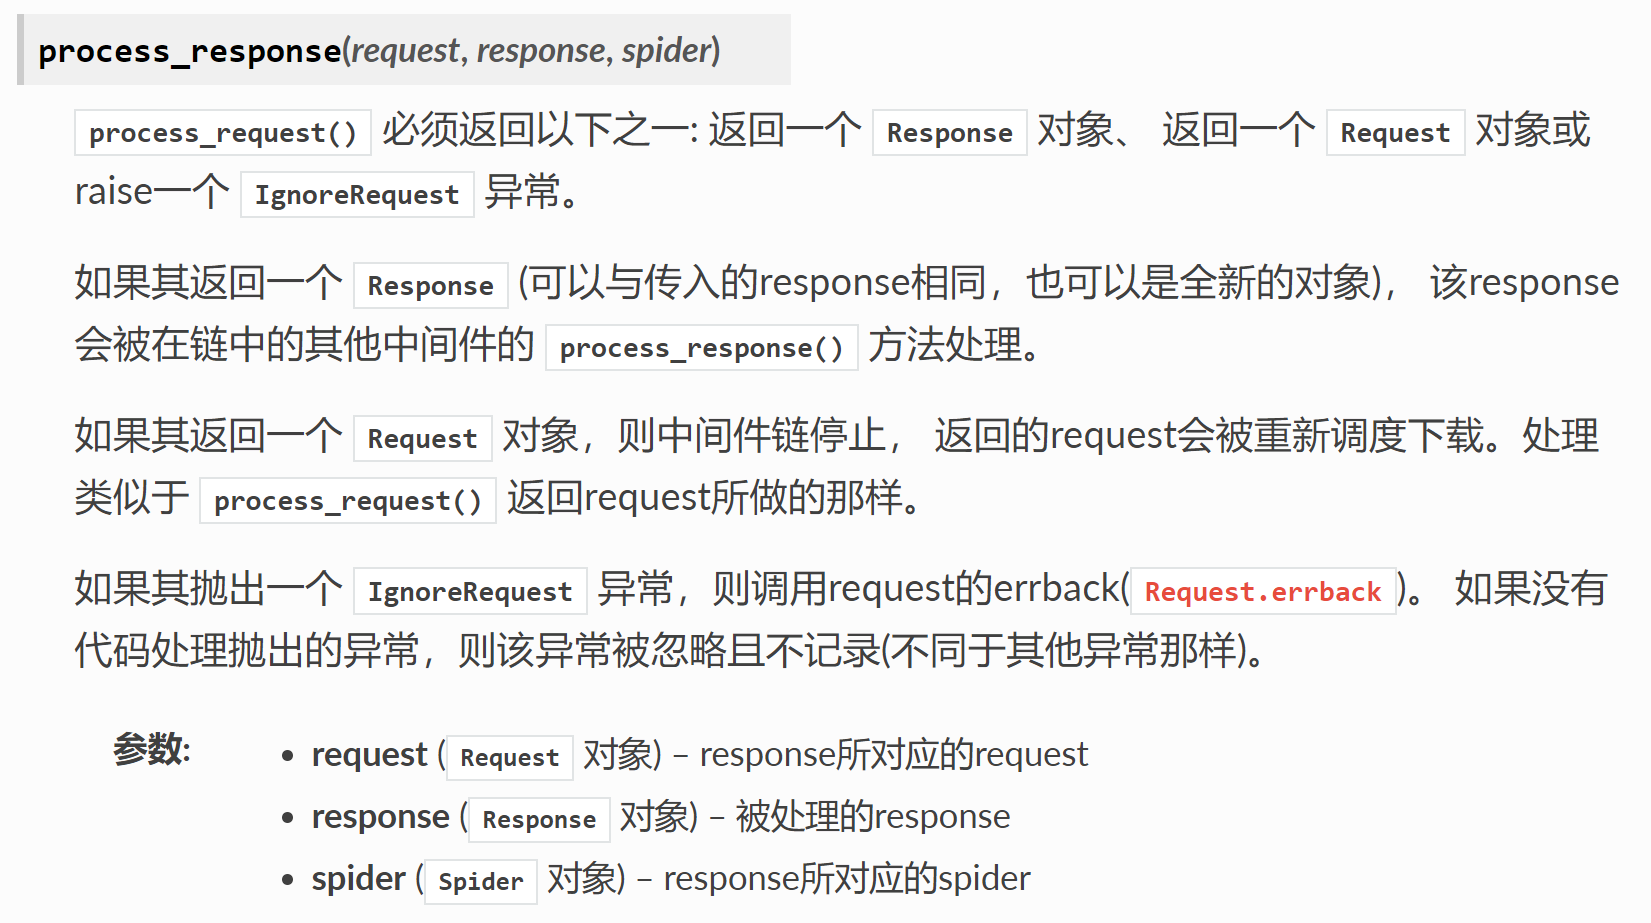 process_response(request, response, spider)
process_request() 必须返回以下之一: 返回一个 Response 对象、 返回一个 Request 对象或
raise一个 IgnoreRequest 异常。
如果其返回一个 Response (可以与传入的response相同，也可以是全新的对象)， 该response
会被在链中的其他中间件的 process_response() 方法处理。
如果其返回一个 Request 对象，则中间件链停止， 返回的request会被重新调度下载。处理
类似于 process_request() 返回request所做的那样。
如果其抛出一个 IgnoreRequest 异常，则调用request的errback(Request.errback)。 如果没有
代码处理抛出的异常，则该异常被忽略且不记录(不同于其他异常那样)。
参数: • request (Request 对象) – response所对应的request
• response (Response 对象) – 被处理的response
• spider (Spider 对象) – response所对应的spider